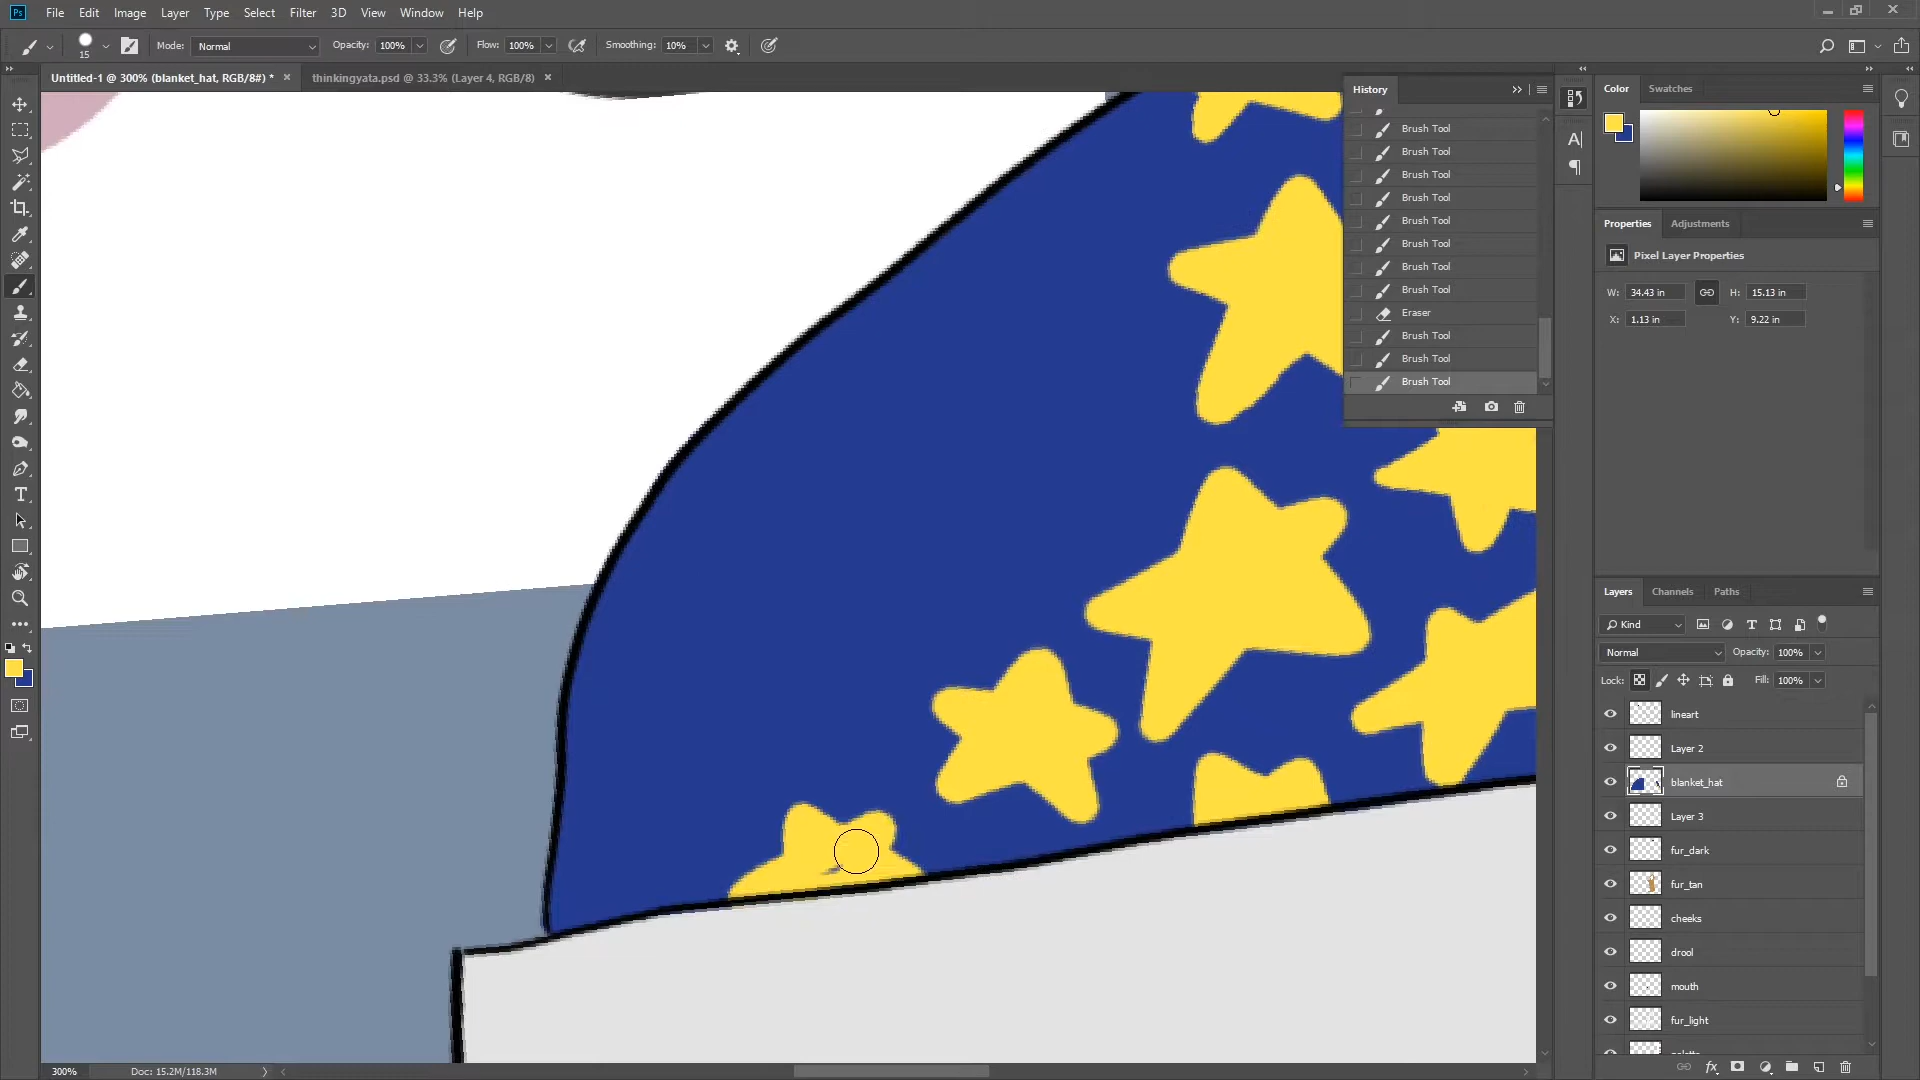 Ps File Edit Image Layer Type Select Filter 3D View Window Help
15 Mode: Normal Opacity: 100% Flow: 100% Smoothing: 10%
Untitled-1 @ 300% (blanket_hat, RGB/8#) * × thinkingyata.psd @ 33.3% (Layer 4, RGB/8) ×
History
Brush Tool
Brush Tool
Brush Tool
Brush Tool
Brush Tool
Brush Tool
Brush Tool
Brush Tool
Eraser
Brush Tool
Brush Tool
Brush Tool
Color Swatches
Properties Adjustments
Pixel Layer Properties
W: 34.43 in H: 15.13 in
X: 1.13 in Y: 9.22 in
Layers Channels Paths
Kind
Normal Opacity: 100%
Lock: Fill: 100%
lineart
Layer 2
blanket_hat
Layer 3
fur_dark
fur_tan
cheeks
drool
mouth
fur_light
300% Doc: 15.2M/118.3M